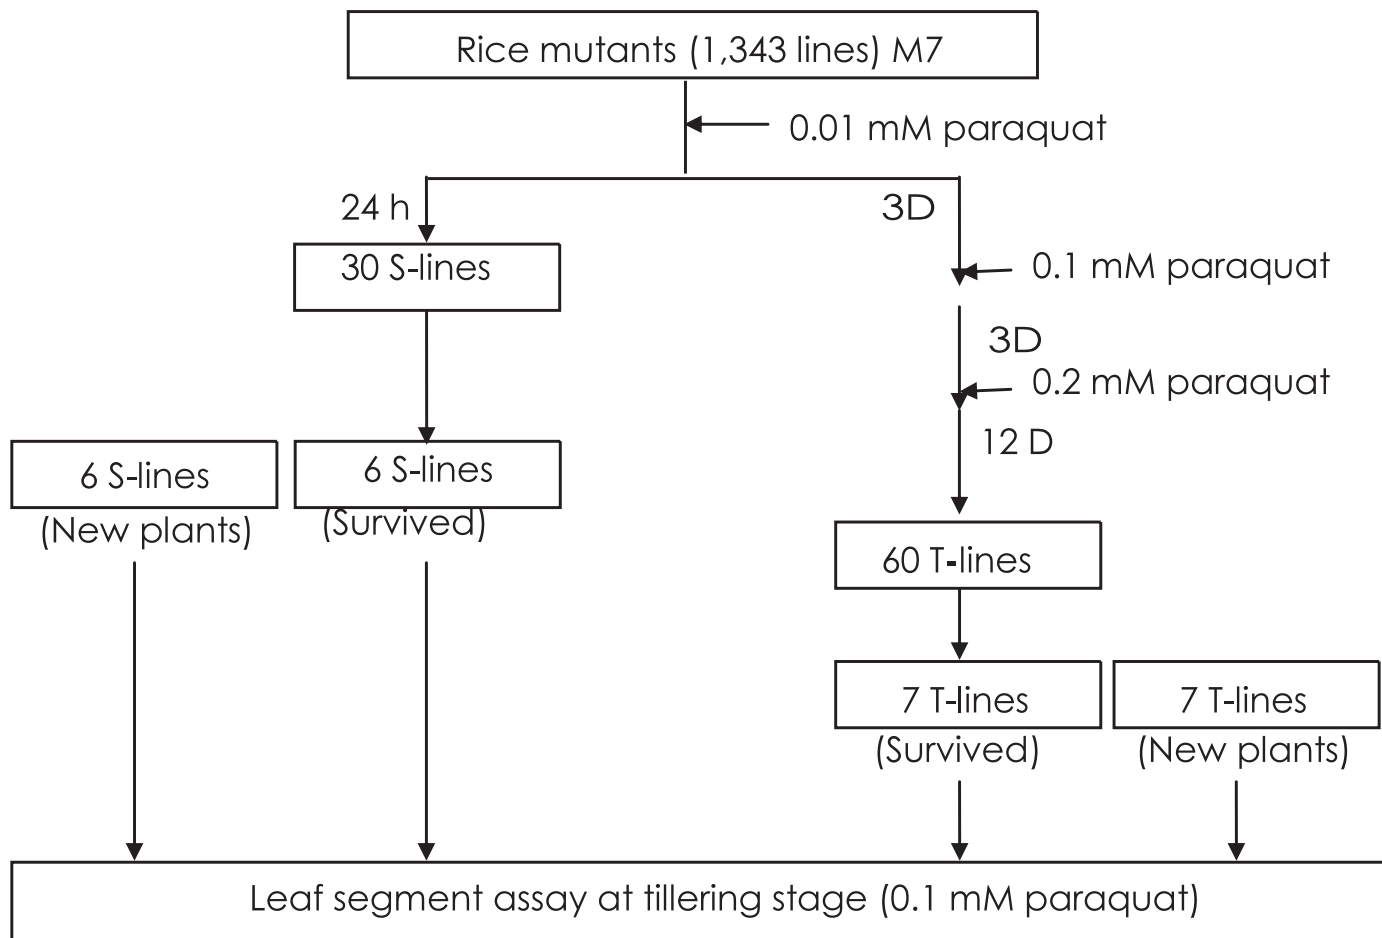 Rice mutants (1,343 lines) M7
0.01 mM paraquat
24 h
3D
30 S-lines
0.1 mM paraquat
3D
0.2 mM paraquat
12 D
6 S-lines
(New plants)
6 S-lines
(Survived)
60 T-lines
7 T-lines
(Survived)
7 T-lines
(New plants)
Leaf segment assay at tillering stage (0.1 mM paraquat)